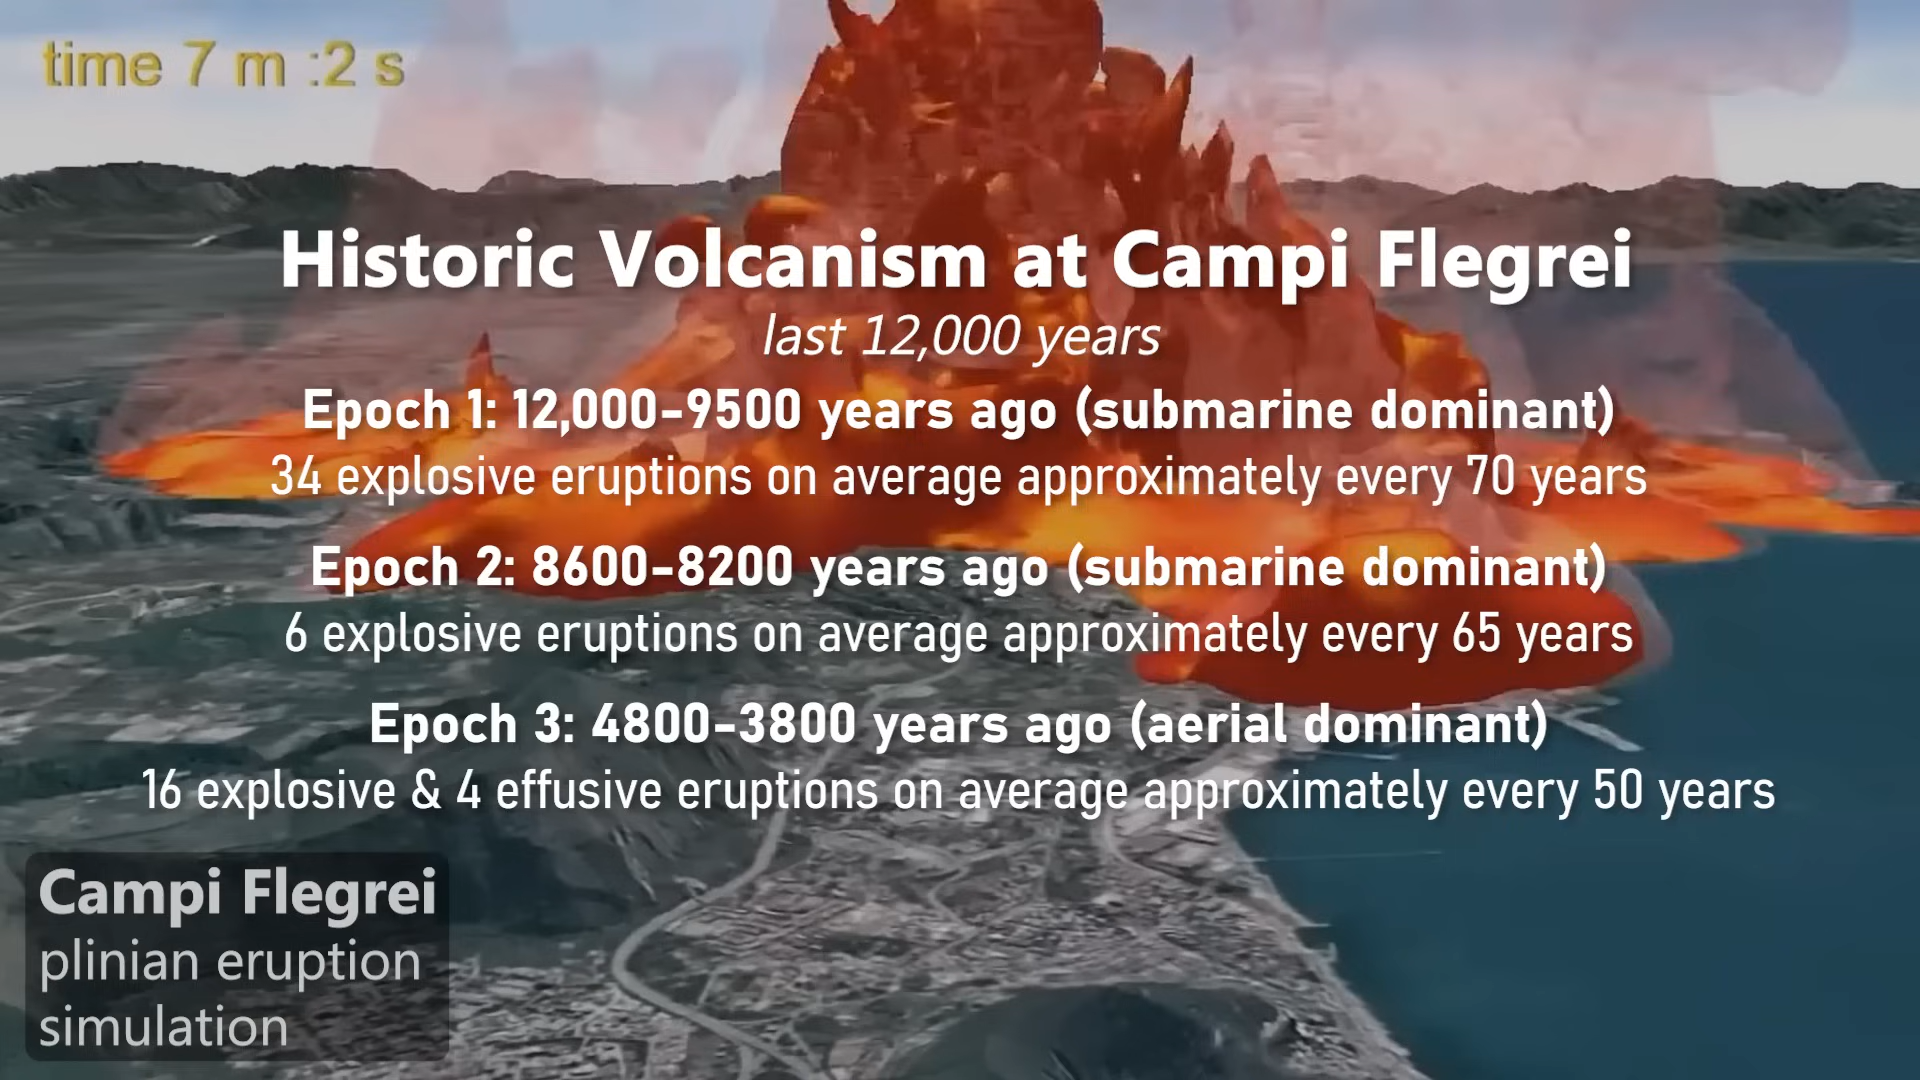 time 7 m :2 s
Historic Volcanism at Campi Flegrei
last 12,000 years
Epoch 1: 12,000-9500 years ago (submarine dominant)
34 explosive eruptions on average approximately every 70 years
Epoch 2: 8600-8200 years ago (submarine dominant)
6 explosive eruptions on average approximately every 65 years
Epoch 3: 4800-3800 years ago (aerial dominant)
16 explosive & 4 effusive eruptions on average approximately every 50 years
Campi Flegrei
plinian eruption
simulation